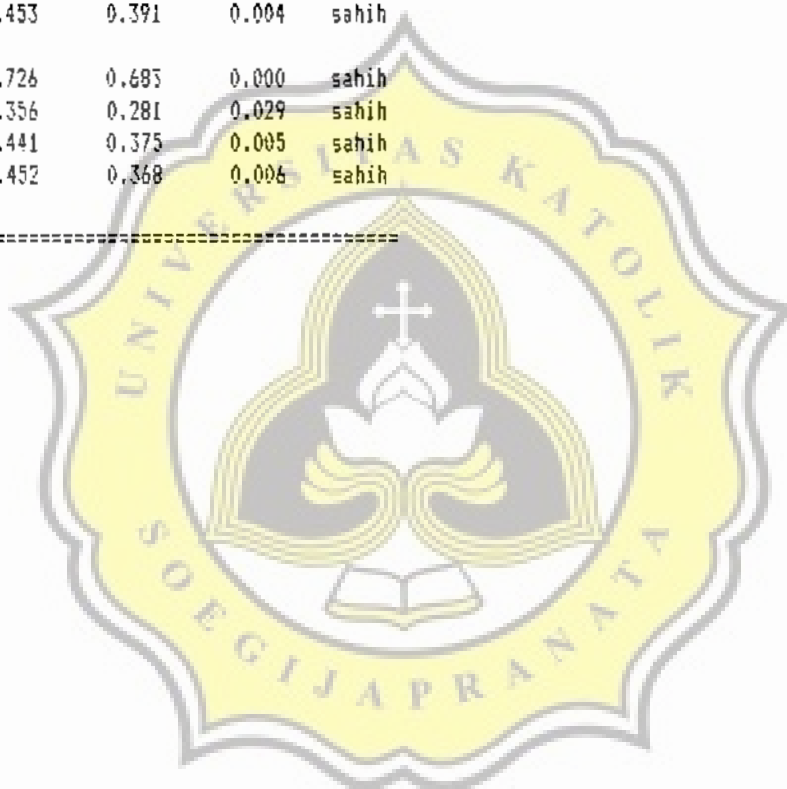 .453 0.391 0.004 sahih
.726 0.683 0.000 sahih
.356 0.281 0.029 sahih
.441 0.375 0.005 sahih
.452 0.368 0.006 sahih
==========================================
UNIVERSITAS KATOLIK
SOEGIJAPRANATA